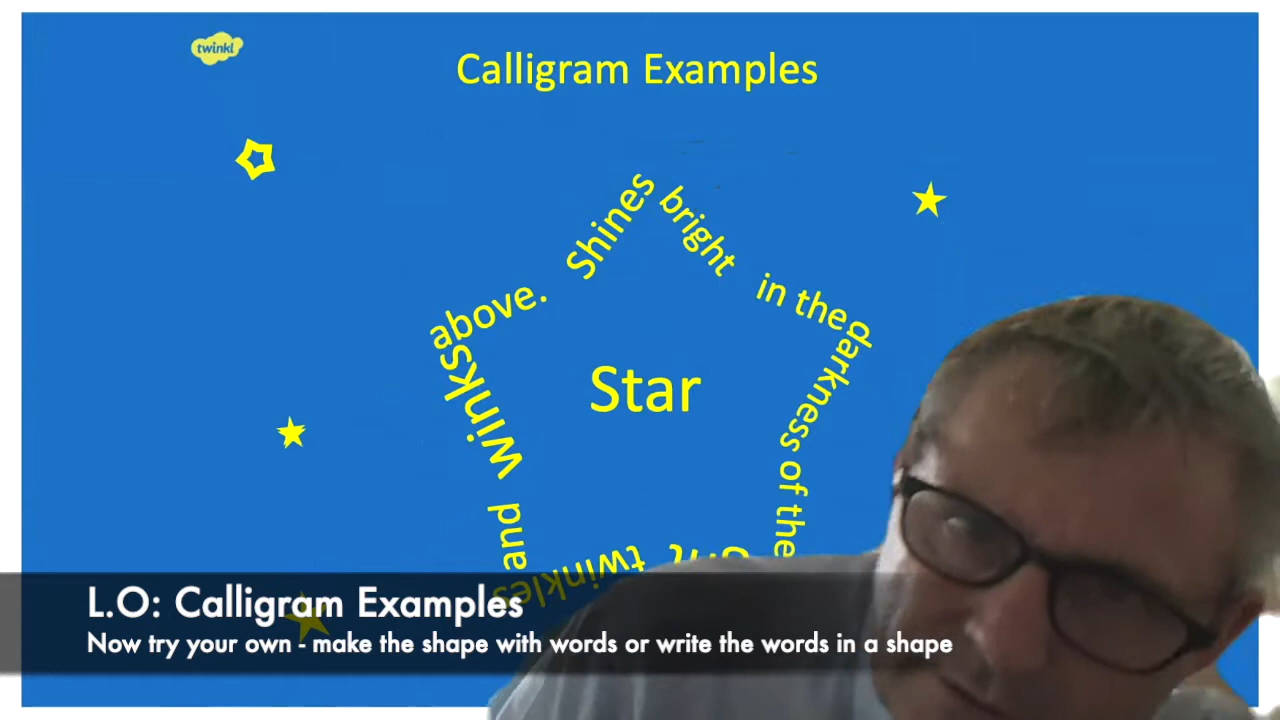 twinkl
Calligram Examples
Shines
bright
in the
darkness of the
twinkles
and
winks
above.
Star
L.O: Calligram Examples
Now try your own - make the shape with words or write the words in a shape